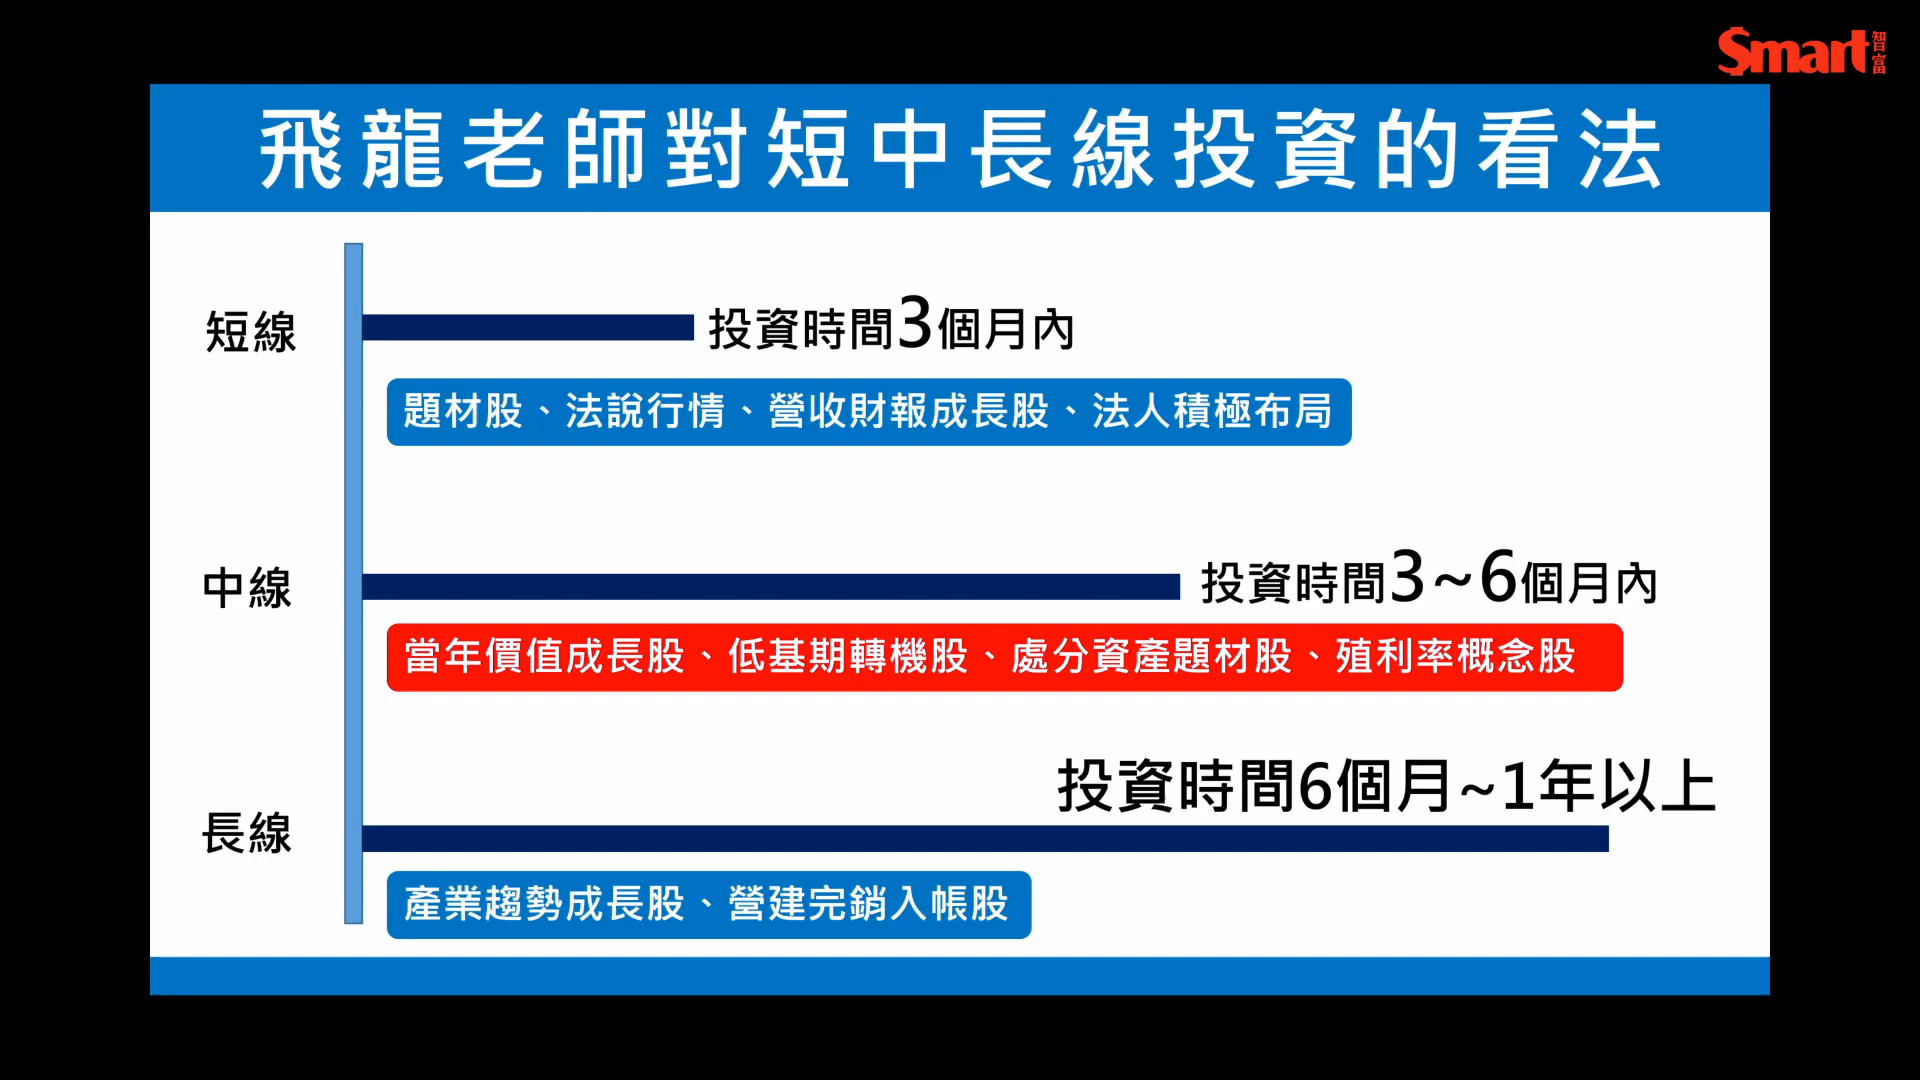 Smart智富
飛龍老師對短中長線投資的看法
短線
投資時間3個月內
題材股、法說行情、營收財報成長股、法人積極布局
中線
投資時間3~6個月內
當年價值成長股、低基期轉機股、處分資產題材股、殖利率概念股
投資時間6個月~1年以上
長線
產業趨勢成長股、營建完銷入帳股